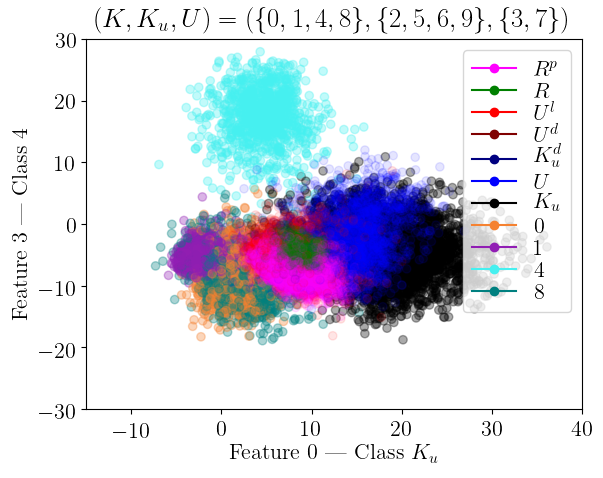 (K, K_u, U) = ({0, 1, 4, 8}, {2, 5, 6, 9}, {3, 7})
30
20
10
0
−10
−20
−30
Feature 3 — Class 4
R^p
R
U^l
U^d
K_u^d
U
K_u
0
1
4
8
−10
0
10
20
30
40
Feature 0 — Class K_u